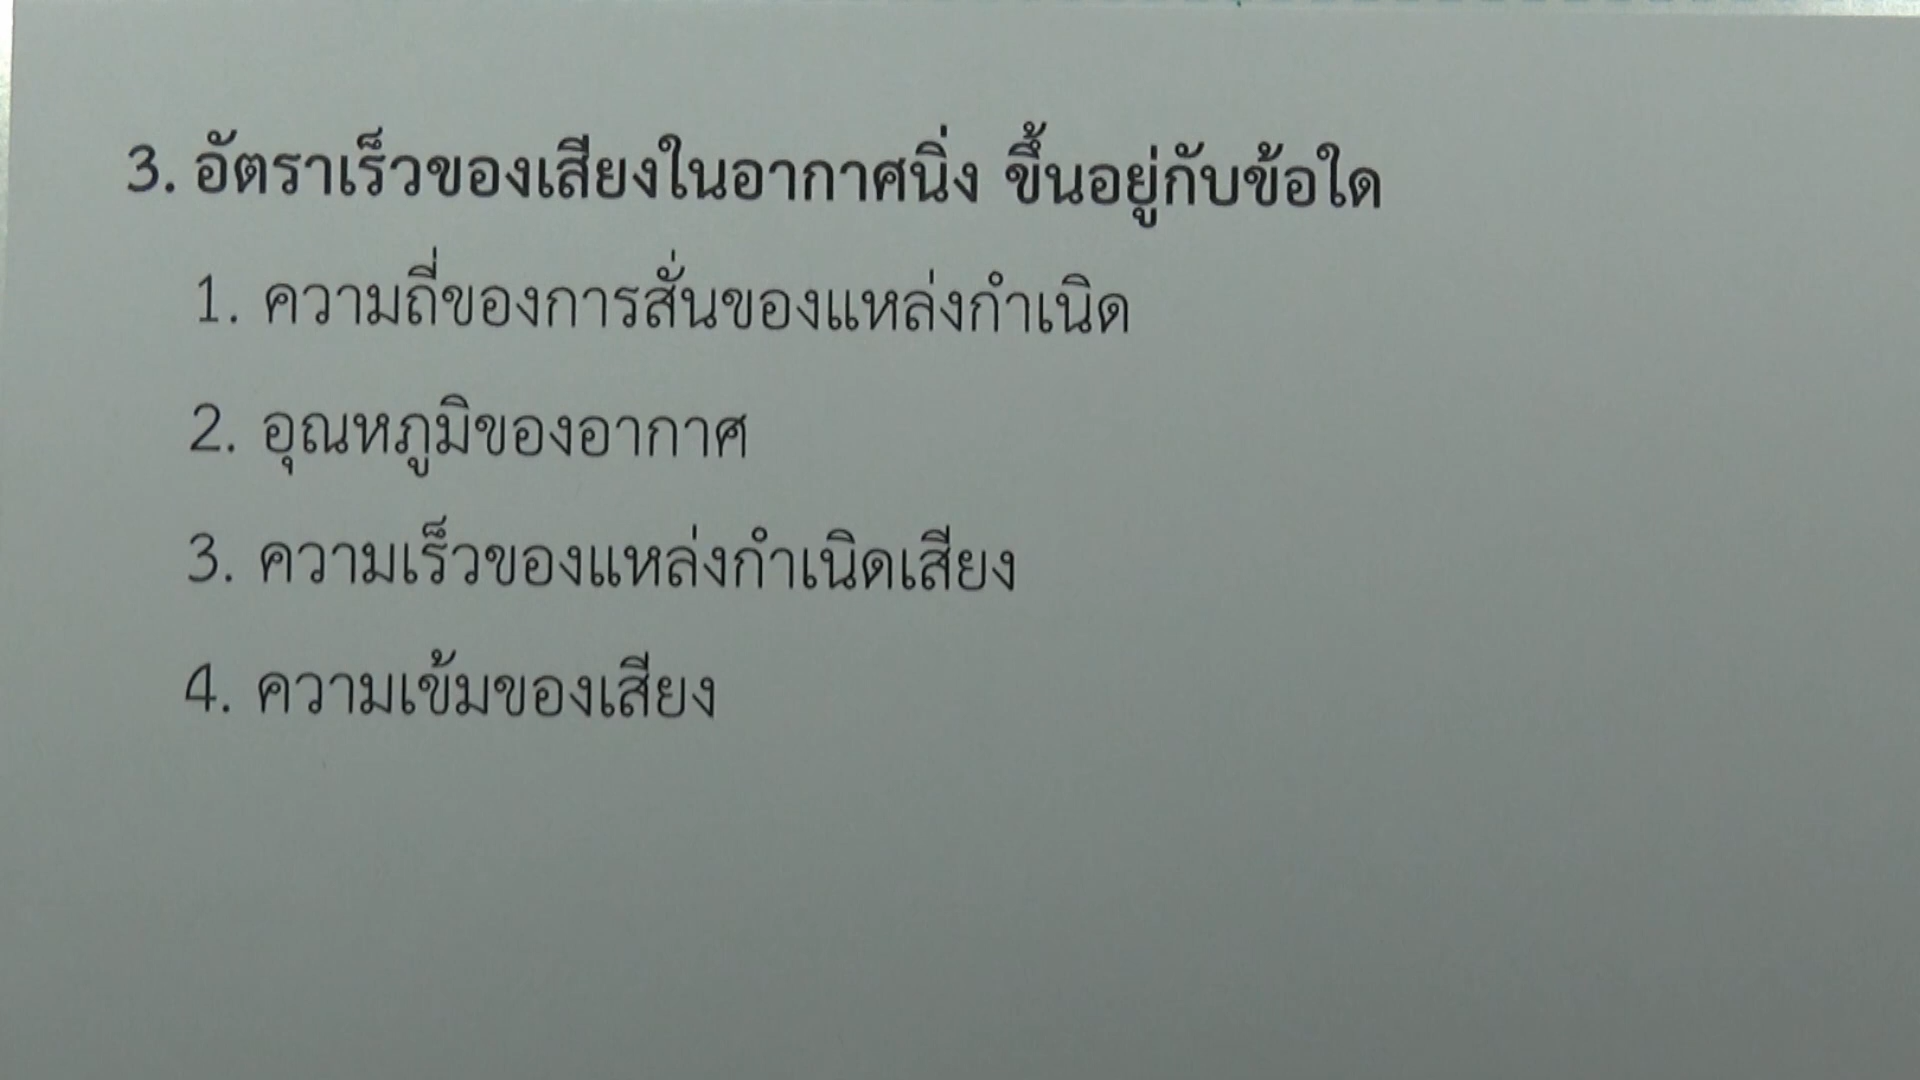 3. อัตราเร็วของเสียงในอากาศนิ่ง ขึ้นอยู่กับข้อใด
1. ความถี่ของการสั่นของแหล่งกำเนิด
2. อุณหภูมิของอากาศ
3. ความเร็วของแหล่งกำเนิดเสียง
4. ความเข้มของเสียง